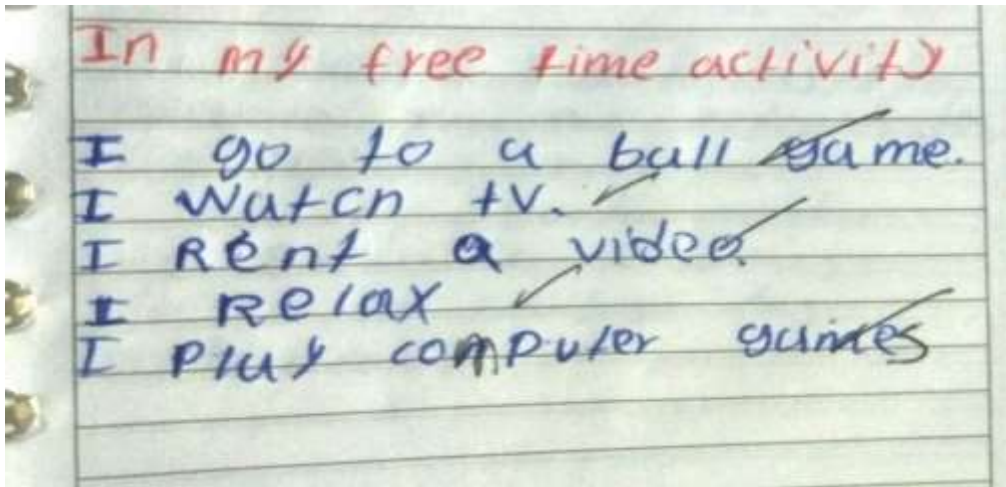 In my free time activity
I go to a ball game.
I Watch tv.
I Rent a video.
I Relax
I Play computer games